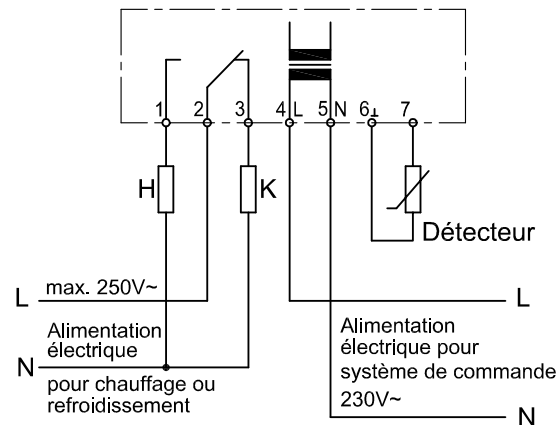 1 2 3 4 L 5 N 6⊥ 7
H K
Détecteur
L max. 250V~ L
Alimentation
électrique
N
pour chauffage ou
refroidissement
Alimentation
électrique pour
système de commande
230V~
N